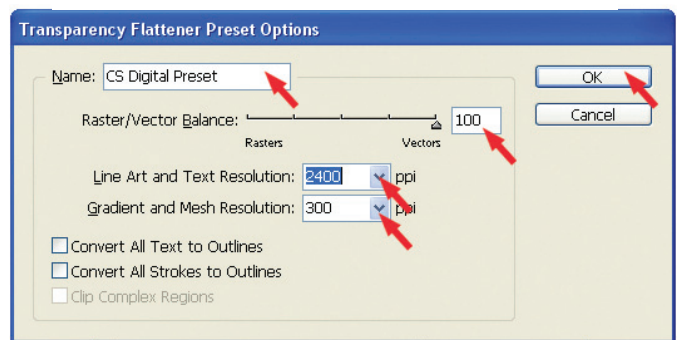 Transparency Flattener Preset Options
Name: CS Digital Preset
OK
Raster/Vector Balance: 100
Cancel
Rasters Vectors
Line Art and Text Resolution: 2400 ppi
Gradient and Mesh Resolution: 300 ppi
Convert All Text to Outlines
Convert All Strokes to Outlines
Clip Complex Regions